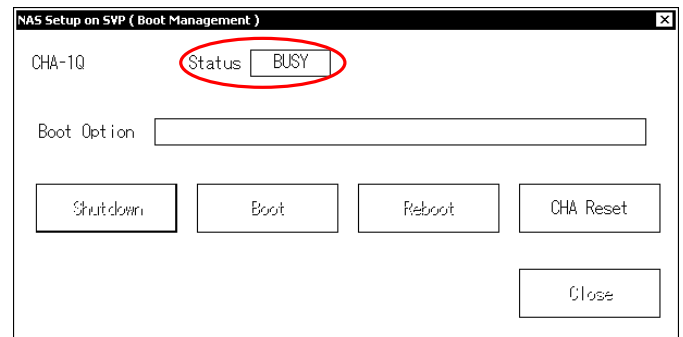 NAS Setup on SVP ( Boot Management )
CHA-1Q Status BUSY
Boot Option
Shutdown Boot Reboot CHA Reset
Close